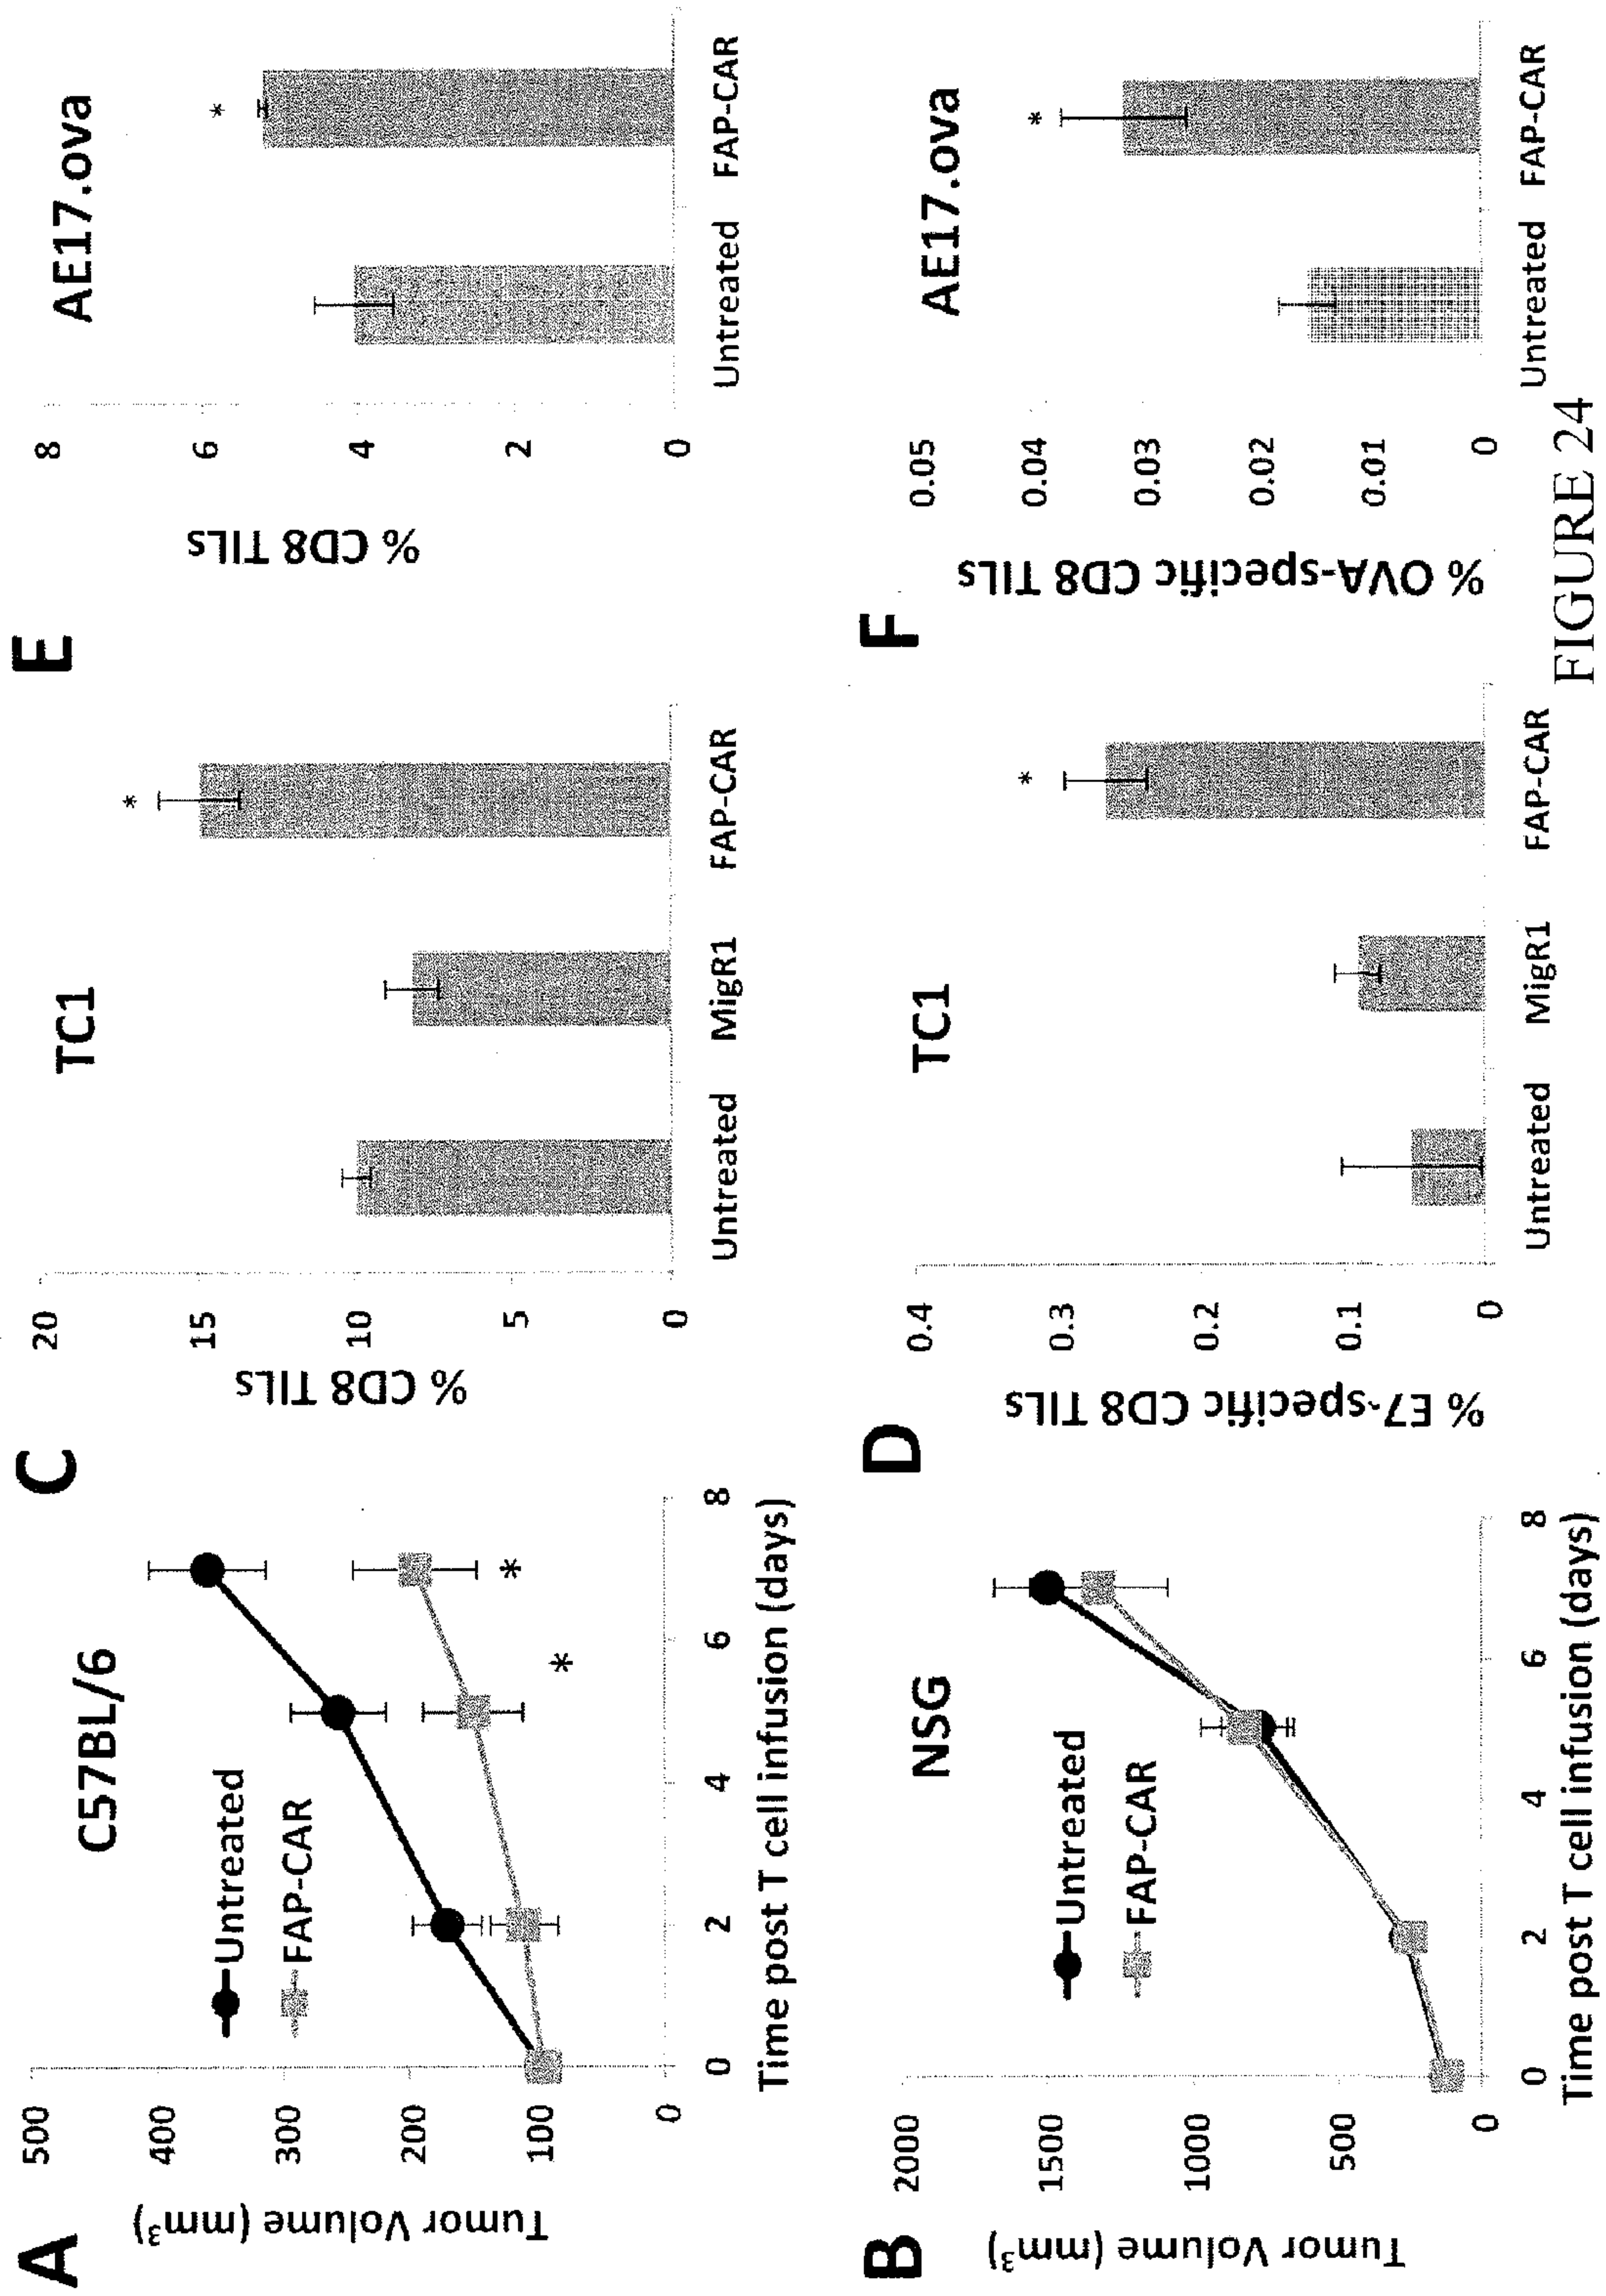 A
C57BL/6
Tumor Volume (mm³)
500
400
300
200
100
0
Untreated
FAP-CAR
*
*
0 2 4 6 8
Time post T cell infusion (days)
C
TC1
% CD8 TILs
20
15
10
5
0
*
Untreated MigR1 FAP-CAR
E
AE17.ova
% CD8 TILs
8
6
4
2
0
*
Untreated FAP-CAR
B
NSG
Tumor Volume (mm³)
2000
1500
1000
500
0
Untreated
FAP-CAR
0 2 4 6 8
Time post T cell infusion (days)
D
TC1
% E7-specific CD8 TILs
0.4
0.3
0.2
0.1
0
*
Untreated MigR1 FAP-CAR
F
AE17.ova
% OVA-specific CD8 TILs
0.05
0.04
0.03
0.02
0.01
0
*
Untreated FAP-CAR
FIGURE 24